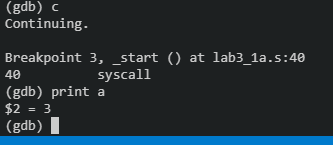 (gdb) c
Continuing.
Breakpoint 3, _start () at lab3_1a.s:40
40        syscall
(gdb) print a
$2 = 3
(gdb)